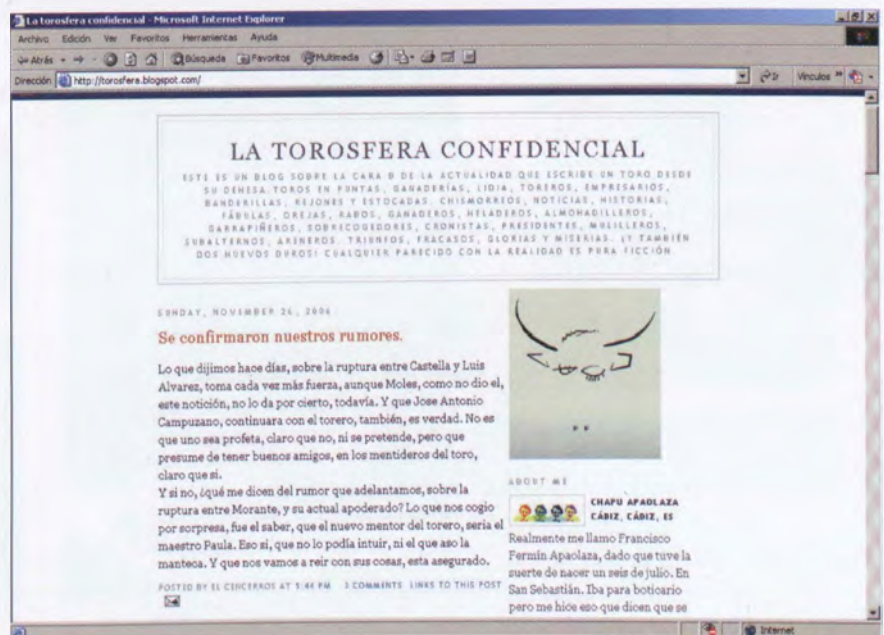 La torosfera confidencial - Microsoft Internet Explorer
Archivo Edición Ver Favoritos Herramientas Ayuda
Atrás Búsqueda Favoritos Multimedia
Dirección http://torosfera.blogspot.com/ Ir Vínculos »
LA TOROSFERA CONFIDENCIAL
ESTE ES UN BLOG SOBRE LA CARA B DE LA ACTUALIDAD QUE ESCRIBE UN TORO DESDE
SU DEHESA. TOROS EN PUNTAS, GANADERÍAS, LIDIA, TOREROS, EMPRESARIOS,
BANDERILLAS, REJONES Y ESTOCADAS. CHISMORREOS, NOTICIAS, HISTORIAS,
FÁBULAS, OREJAS, RABOS, GANADEROS, HELADEROS, ALMOHADILLEROS,
GARRAPIÑEROS, SOBRECOGEDORES, CRONISTAS, PRESIDENTES, MULILLEROS,
SUBALTERNOS, ARENEROS. TRIUNFOS, FRACASOS, GLORIAS Y MISERIAS. ¡Y TAMBIÉN
DOS HUEVOS DUROS! CUALQUIER PARECIDO CON LA REALIDAD ES PURA FICCIÓN.
SUNDAY, NOVEMBER 26, 2006
Se confirmaron nuestros rumores.
Lo que dijimos hace días, sobre la ruptura entre Castella y Luis
Alvarez, toma cada vez más fuerza, aunque Moles, como no dio el,
este notición, no lo da por cierto, todavía. Y que Jose Antonio
Campuzano, continuara con el torero, también, es verdad. No es
que uno sea profeta, claro que no, ni se pretende, pero que
presume de tener buenos amigos, en los mentideros del toro,
claro que si.
Y si no, ¿qué me dicen del rumor que adelantamos, sobre la
ruptura entre Morante, y su actual apoderado? Lo que nos cogio
por sorpresa, fue el saber, que el nuevo mentor del torero, seria el
maestro Paula. Eso si, que no lo podía intuir, ni el que aso la
manteca. Y que nos vamos a reir con sus cosas, esta asegurado.
POSTED BY EL CENCERROS AT 5:44 PM 3 COMMENTS LINKS TO THIS POST
ABOUT ME
CHAPU APAOLAZA
CÁDIZ, CÁDIZ, ES
Realmente me llamo Francisco
Fermín Apaolaza, dado que tuve la
suerte de nacer un seis de julio. En
San Sebastián. Iba para boticario
pero me hice eso que dicen que se
Internet